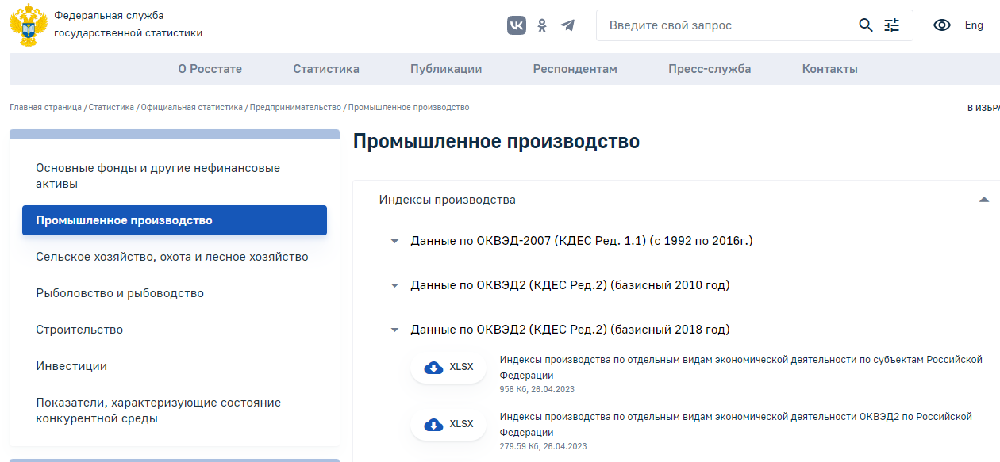 Федеральная служба
государственной статистики
Введите свой запрос
Eng
О Росстате Статистика Публикации Респондентам Пресс-служба Контакты
Главная страница / Статистика / Официальная статистика / Предпринимательство / Промышленное производство
В ИЗБРА
Основные фонды и другие нефинансовые
активы
Промышленное производство
Сельское хозяйство, охота и лесное хозяйство
Рыболовство и рыбоводство
Строительство
Инвестиции
Показатели, характеризующие состояние
конкурентной среды
Промышленное производство
Индексы производства
Данные по ОКВЭД-2007 (КДЕС Ред. 1.1) (с 1992 по 2016г.)
Данные по ОКВЭД2 (КДЕС Ред.2) (базисный 2010 год)
Данные по ОКВЭД2 (КДЕС Ред.2) (базисный 2018 год)
XLSX
Индексы производства по отдельным видам экономической деятельности по субъектам Российской
Федерации
958 Кб, 26.04.2023
XLSX
Индексы производства по отдельным видам экономической деятельности ОКВЭД2 по Российской
Федерации
279.59 Кб, 26.04.2023